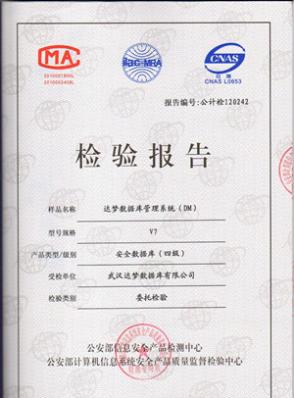 CMA
ilac-MRA
CNAS
CNAS L0853
报告编号:公计检120242
检验报告
样品名称 达梦数据库管理系统(DM)
型号规格 V7
产品类型/级别 安全数据库(四级)
受检单位 武汉达梦数据库有限公司
检验类别 委托检验
公安部信息安全产品检测中心
公安部计算机信息系统安全产品质量监督检验中心